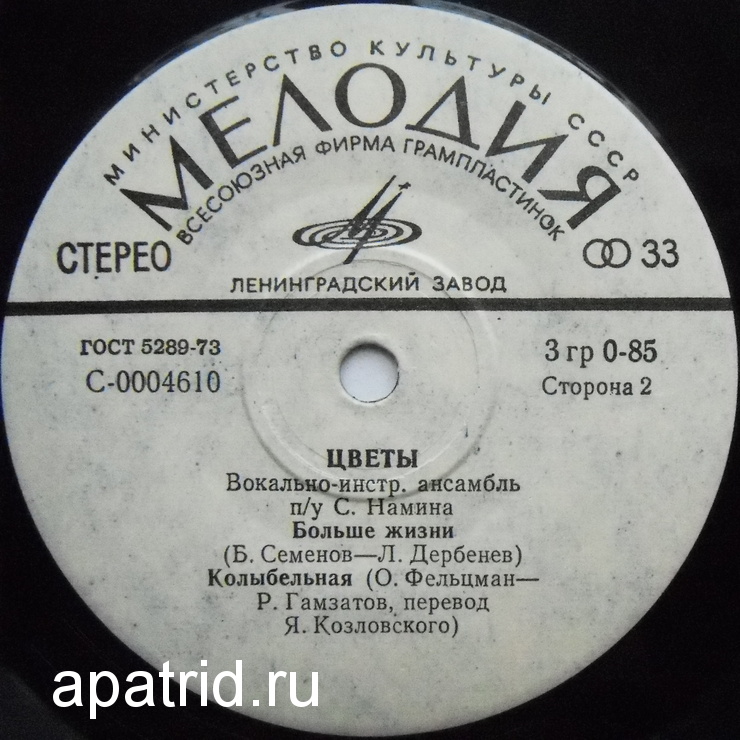 МИНИСТЕРСТВО КУЛЬТУРЫ СССР
МЕЛОДИЯ
ВСЕСОЮЗНАЯ ФИРМА ГРАМПЛАСТИНОК
СТЕРЕО
33
ЛЕНИНГРАДСКИЙ ЗАВОД
ГОСТ 5289-73
3 гр 0-85
С-0004610
Сторона 2
ЦВЕТЫ
Вокально-инстр. ансамбль
п/у С. Намина
Больше жизни
(Б. Семенов—Л. Дербенев)
Колыбельная (О. Фельцман—
Р. Гамзатов, перевод
Я. Козловского)
apatrid.ru